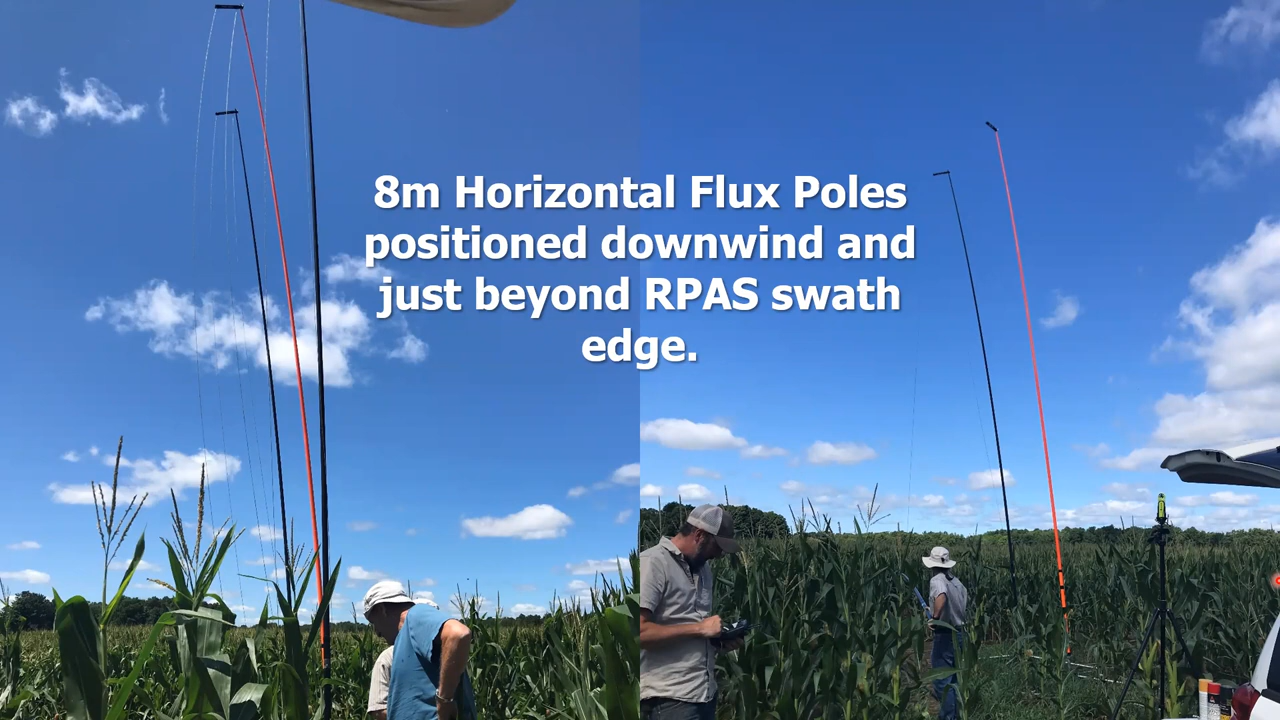 8m Horizontal Flux Poles
positioned downwind and
just beyond RPAS swath
edge.